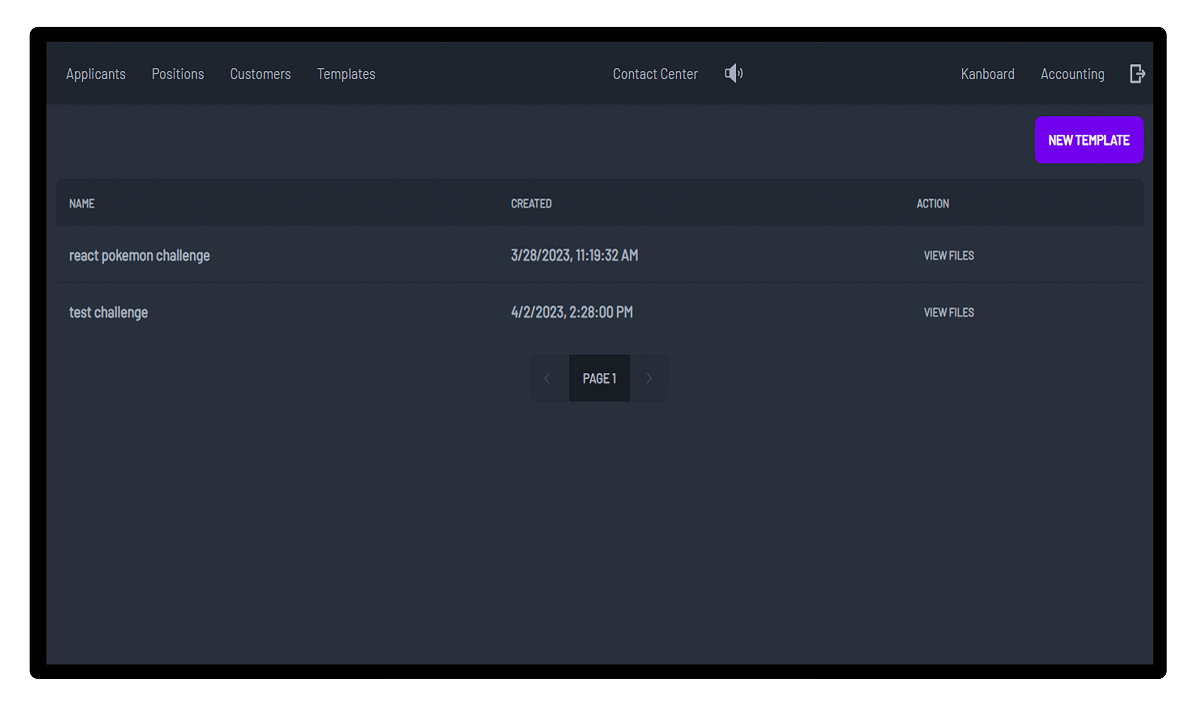 Applicants Positions Customers Templates Contact Center Kanboard Accounting
NEW TEMPLATE
NAME CREATED ACTION
react pokemon challenge 3/28/2023, 11:19:32 AM VIEW FILES
test challenge 4/2/2023, 2:28:00 PM VIEW FILES
PAGE 1